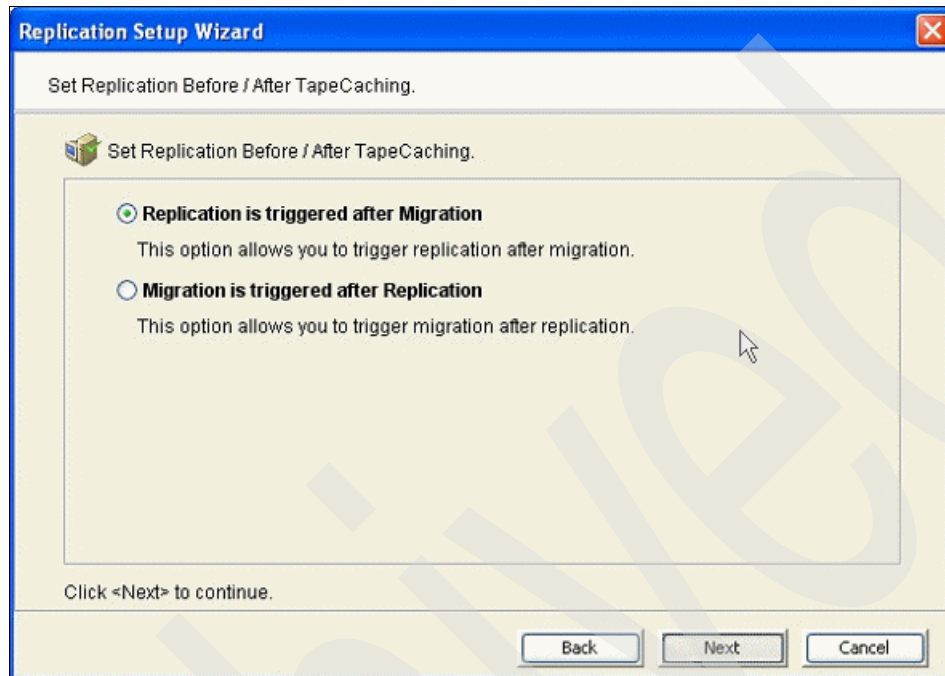 Replication Setup Wizard
Set Replication Before / After TapeCaching.
Set Replication Before / After TapeCaching.
Replication is triggered after Migration
This option allows you to trigger replication after migration.
Migration is triggered after Replication
This option allows you to trigger migration after replication.
Click <Next> to continue.
Back
Next
Cancel